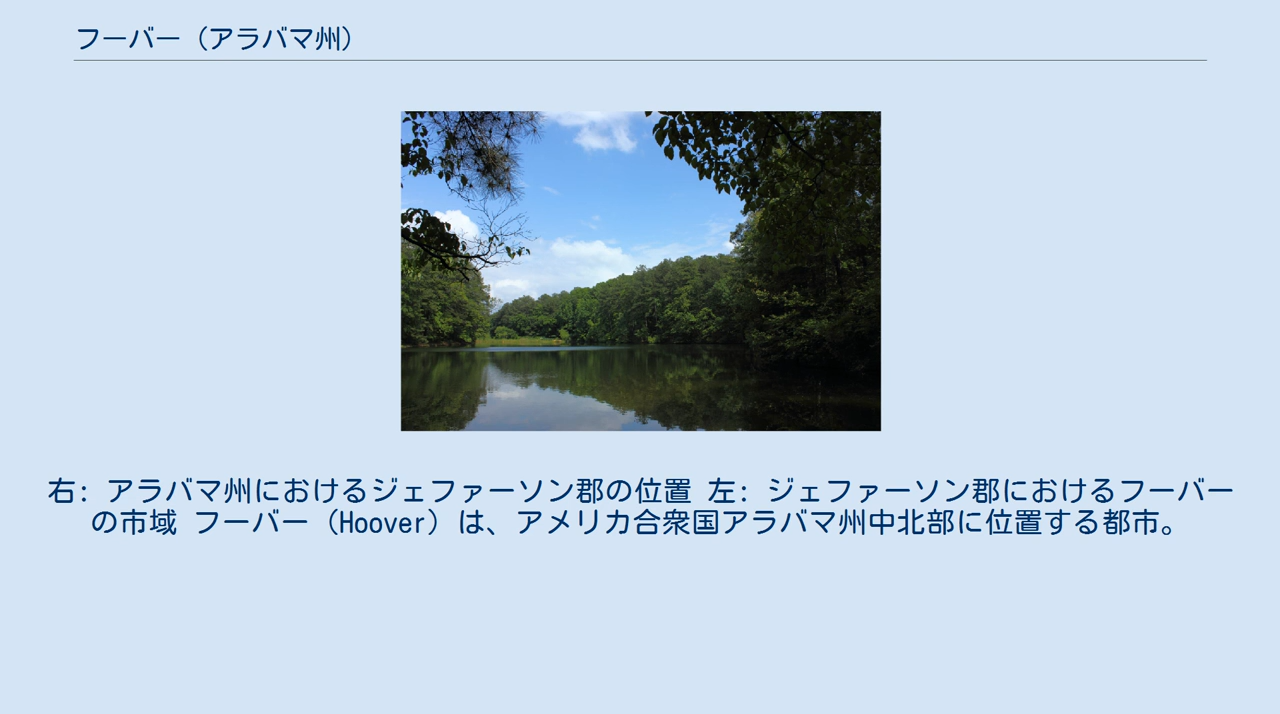 フーバー（アラバマ州）
右: アラバマ州におけるジェファーソン郡の位置 左: ジェファーソン郡におけるフーバー
の市域 フーバー（Hoover）は、アメリカ合衆国アラバマ州中北部に位置する都市。